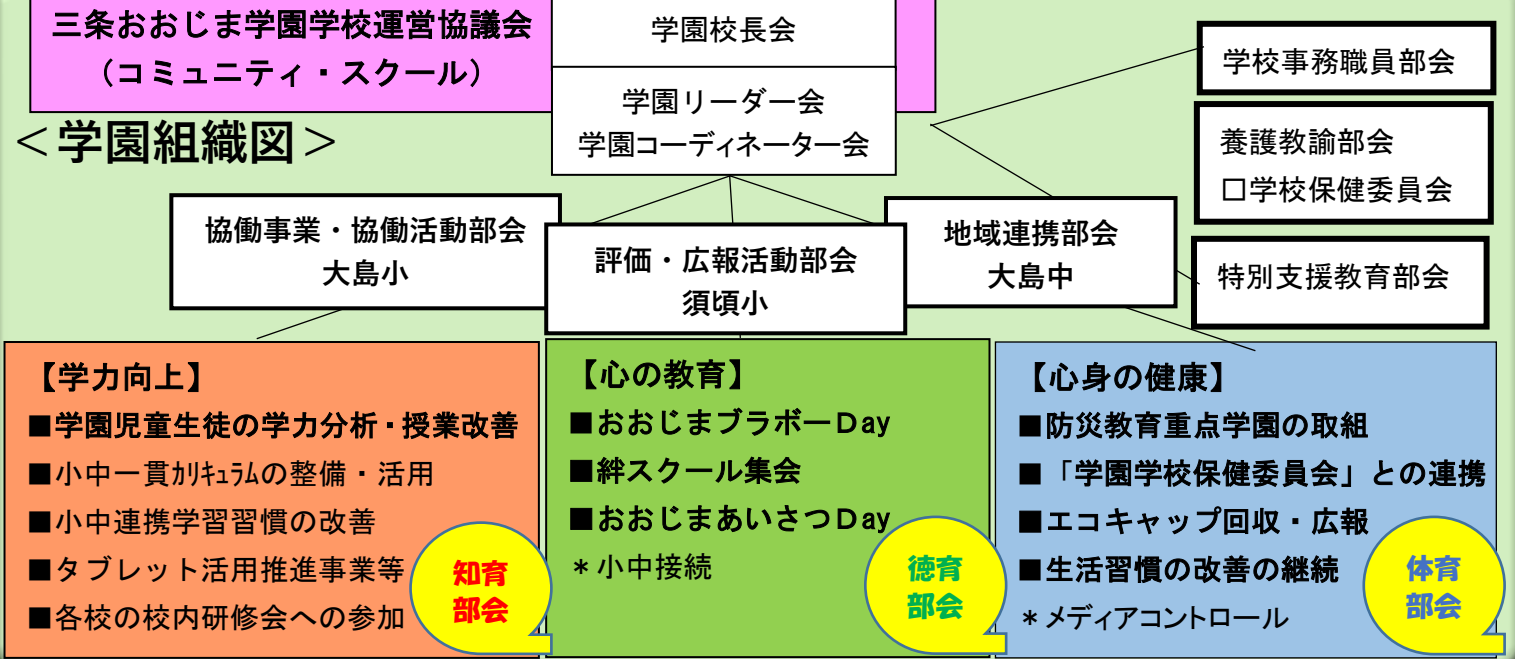 三条おおじま学園学校運営協議会
（コミュニティ・スクール）
学園校長会
学園リーダー会
学園コーディネーター会
＜学園組織図＞
学校事務職員部会
養護教諭部会
□学校保健委員会
特別支援教育部会
協働事業・協働活動部会
大島小
評価・広報活動部会
須頃小
地域連携部会
大島中
【学力向上】
■学園児童生徒の学力分析・授業改善
■小中一貫ｶﾘｷｭﾗﾑの整備・活用
■小中連携学習習慣の改善
■タブレット活用推進事業等
■各校の校内研修会への参加
知育
部会
【心の教育】
■おおじまブラボーＤay
■絆スクール集会
■おおじまあいさつＤay
＊小中接続
徳育
部会
【心身の健康】
■防災教育重点学園の取組
■「学園学校保健委員会」との連携
■エコキャップ回収・広報
■生活習慣の改善の継続
＊メディアコントロール
体育
部会